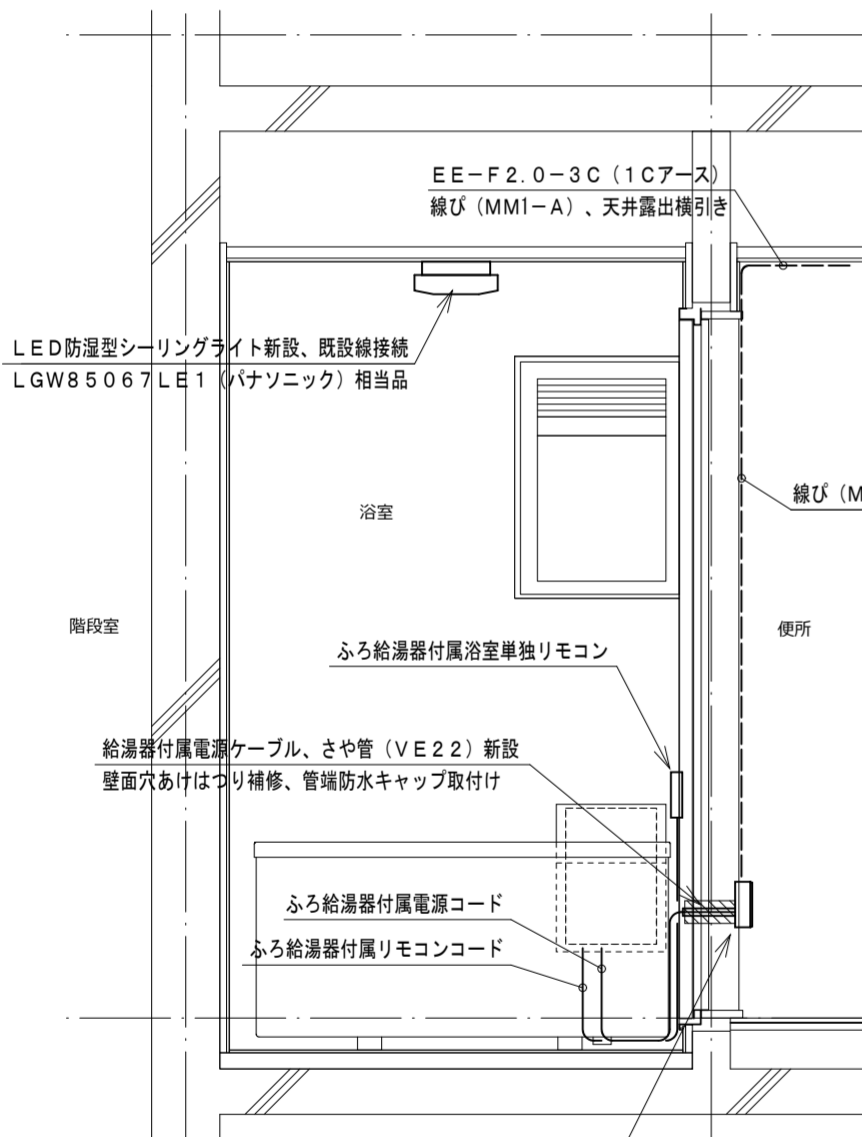 EE-F2.0-3C(1Cアース)
線ぴ(MM1-A)、天井露出横引き
LED防湿型シーリングライト新設、既設線接続
LGW85067LE1(パナソニック)相当品
線ぴ(M
浴室
階段室
便所
ふろ給湯器付属浴室単独リモコン
給湯器付属電源ケーブル、さや管(VE22)新設
壁面穴あけはつり補修、管端防水キャップ取付け
ふろ給湯器付属電源コード
ふろ給湯器付属リモコンコード